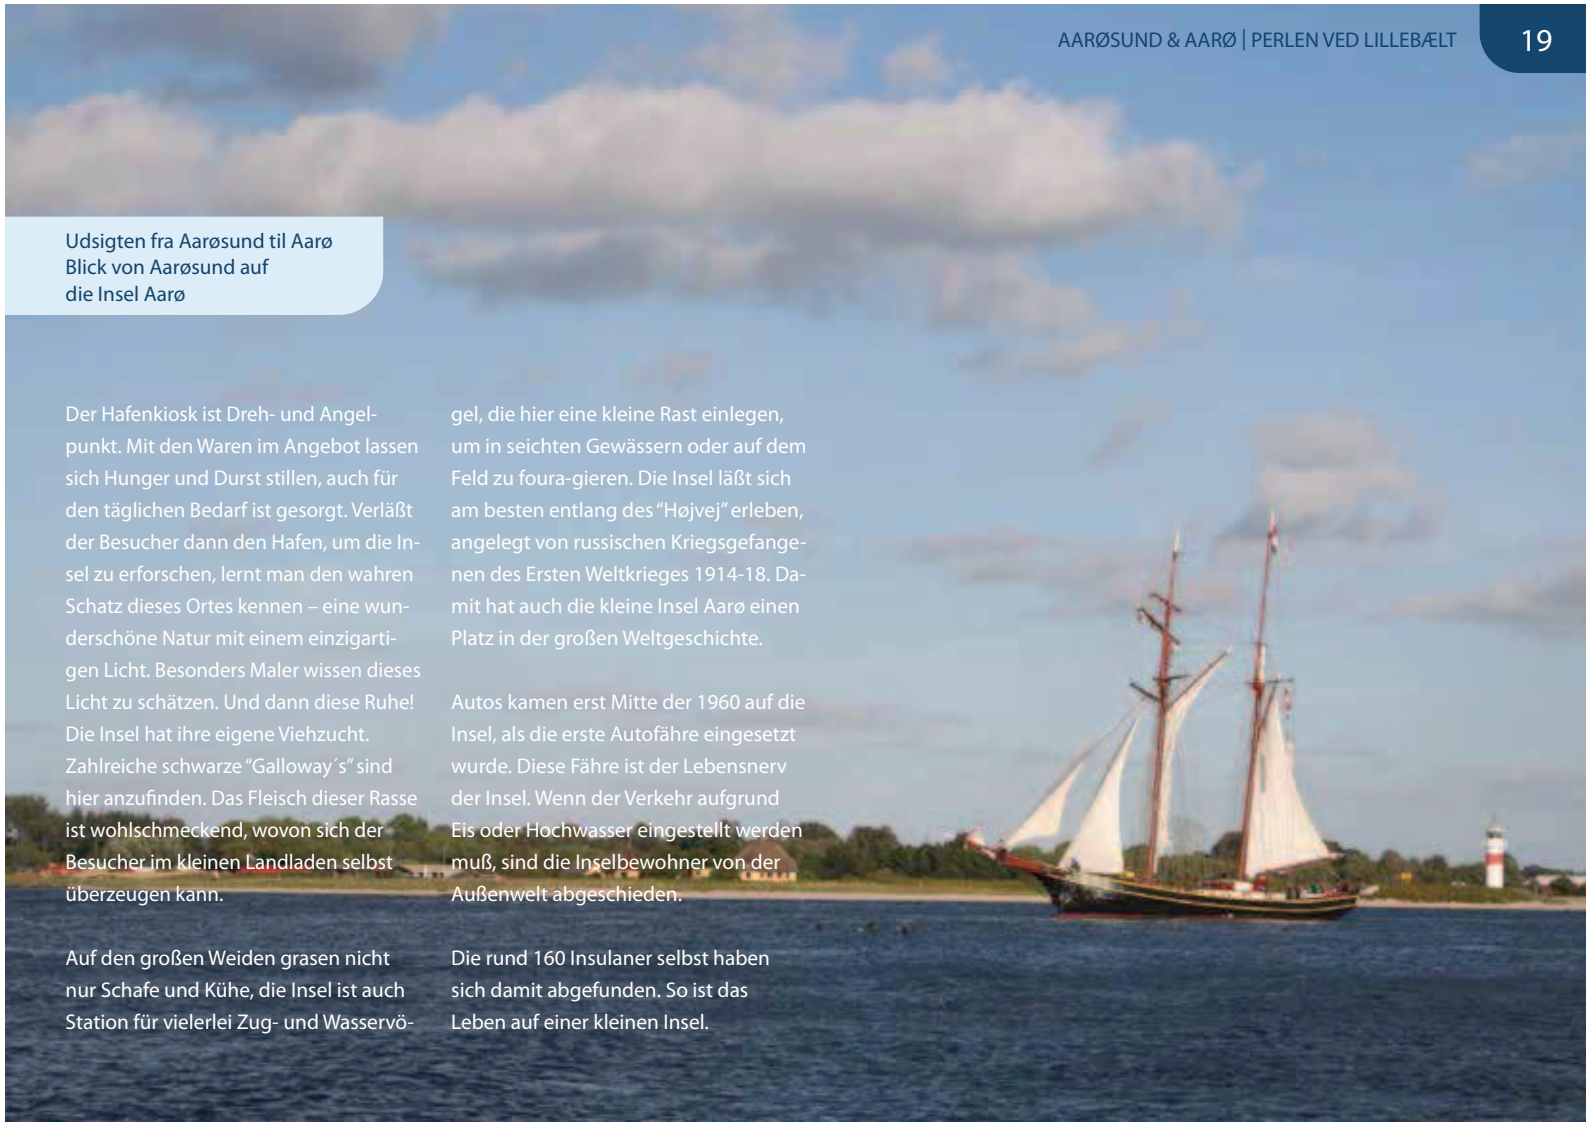 AARØSUND & AARØ | PERLEN VED LILLEBÆLT
19
Udsigten fra Aarøsund til Aarø
Blick von Aarøsund auf
die Insel Aarø
Der Hafenkiosk ist Dreh- und Angel-
punkt. Mit den Waren im Angebot lassen
sich Hunger und Durst stillen, auch für
den täglichen Bedarf ist gesorgt. Verläßt
der Besucher dann den Hafen, um die In-
sel zu erforschen, lernt man den wahren
Schatz dieses Ortes kennen – eine wun-
derschöne Natur mit einem einzigarti-
gen Licht. Besonders Maler wissen dieses
Licht zu schätzen. Und dann diese Ruhe!
Die Insel hat ihre eigene Viehzucht.
Zahlreiche schwarze "Galloway´s" sind
hier anzufinden. Das Fleisch dieser Rasse
ist wohlschmeckend, wovon sich der
Besucher im kleinen Landladen selbst
überzeugen kann.
Auf den großen Weiden grasen nicht
nur Schafe und Kühe, die Insel ist auch
Station für vielerlei Zug- und Wasservö-
gel, die hier eine kleine Rast einlegen,
um in seichten Gewässern oder auf dem
Feld zu foura-gieren. Die Insel läßt sich
am besten entlang des "Højvej" erleben,
angelegt von russischen Kriegsgefange-
nen des Ersten Weltkrieges 1914-18. Da-
mit hat auch die kleine Insel Aarø einen
Platz in der großen Weltgeschichte.
Autos kamen erst Mitte der 1960 auf die
Insel, als die erste Autofähre eingesetzt
wurde. Diese Fähre ist der Lebensnerv
der Insel. Wenn der Verkehr aufgrund
Eis oder Hochwasser eingestellt werden
muß, sind die Inselbewohner von der
Außenwelt abgeschieden.
Die rund 160 Insulaner selbst haben
sich damit abgefunden. So ist das
Leben auf einer kleinen Insel.